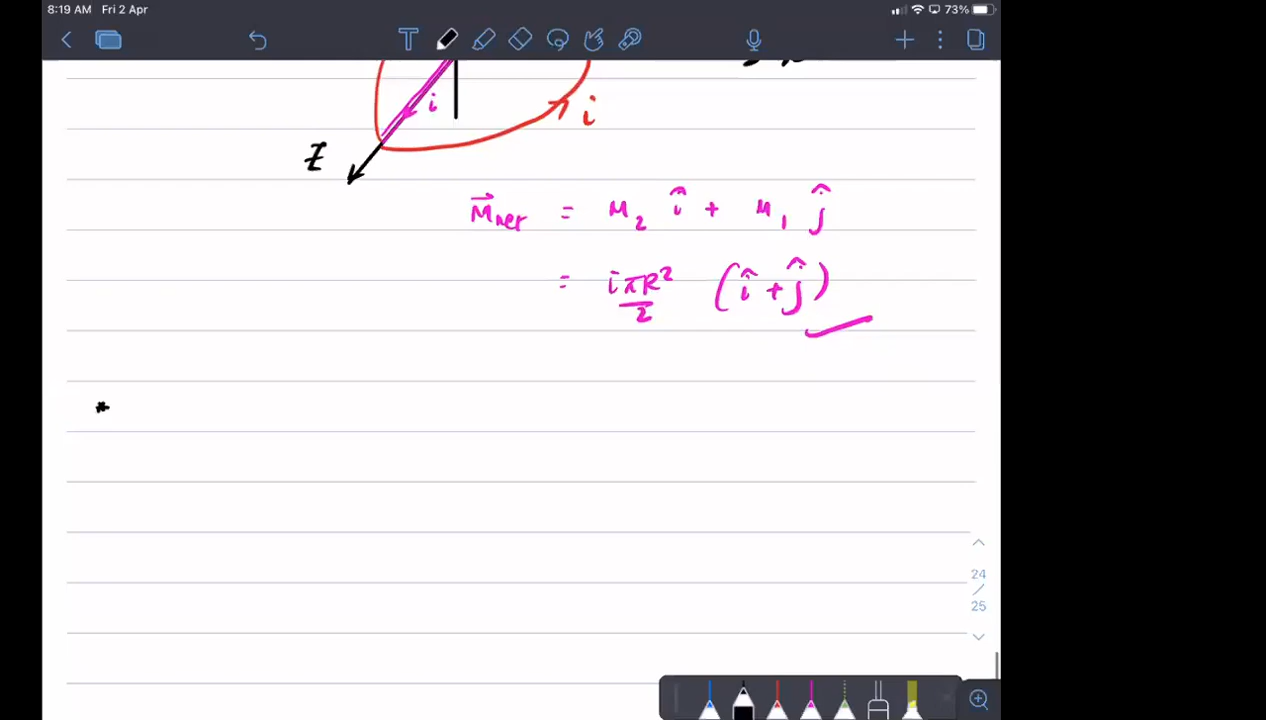 8:19 AM Fri 2 Apr 73%
T
i
i
Z
M⃗net = M₂ î + M₁ ĵ
= iπR²/2 (î + ĵ)
*
24
/
25